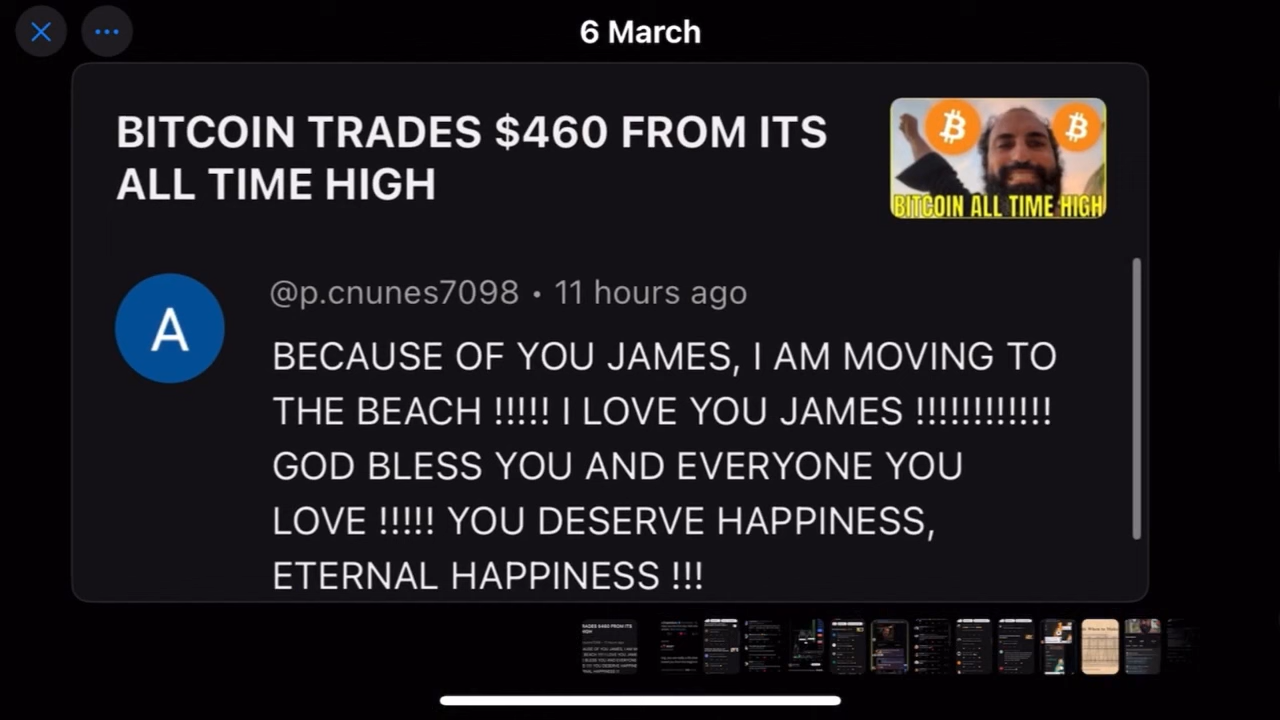 6 March
BITCOIN TRADES $460 FROM ITS
ALL TIME HIGH
BITCOIN ALL TIME HIGH
A
@p.cnunes7098 • 11 hours ago
BECAUSE OF YOU JAMES, I AM MOVING TO
THE BEACH !!!!! I LOVE YOU JAMES !!!!!!!!!!!!
GOD BLESS YOU AND EVERYONE YOU
LOVE !!!!! YOU DESERVE HAPPINESS,
ETERNAL HAPPINESS !!!